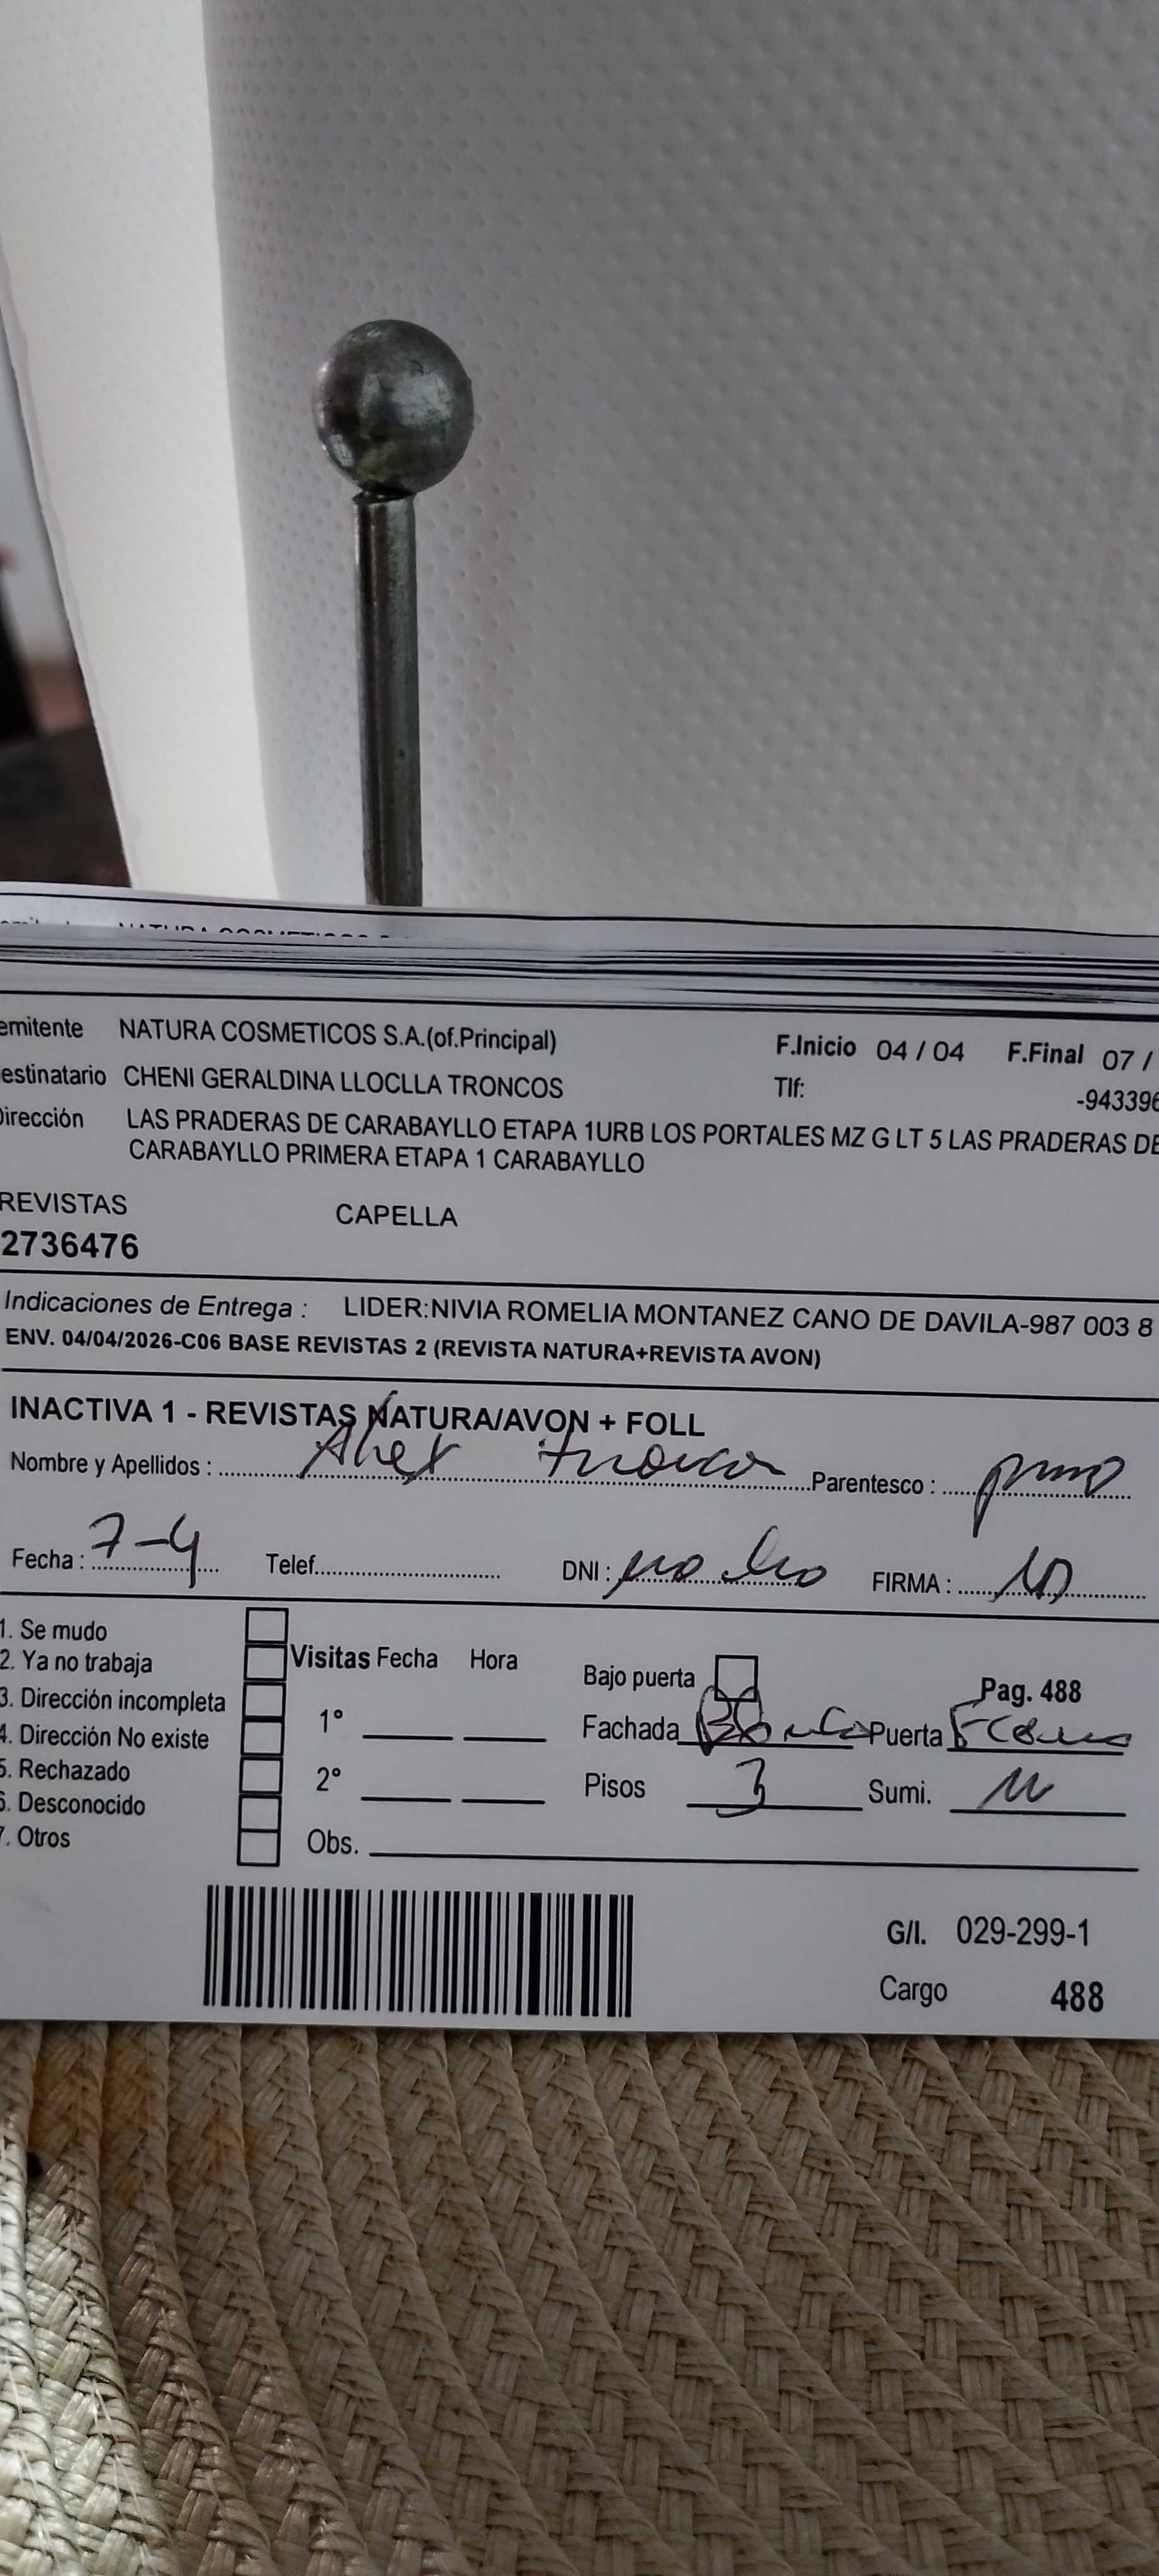 emitente NATURA COSMETICOS S.A.(of.Principal) F.Inicio 04 / 04 F.Final 07 /
estinatario CHENI GERALDINA LLOCLLA TRONCOS Tlf: -943396
Dirección LAS PRADERAS DE CARABAYLLO ETAPA 1URB LOS PORTALES MZ G LT 5 LAS PRADERAS DE
CARABAYLLO PRIMERA ETAPA 1 CARABAYLLO
REVISTAS CAPELLA
2736476
Indicaciones de Entrega : LIDER:NIVIA ROMELIA MONTANEZ CANO DE DAVILA-987 003 8
ENV. 04/04/2026-C06 BASE REVISTAS 2 (REVISTA NATURA+REVISTA AVON)
INACTIVA 1 - REVISTAS NATURA/AVON + FOLL
Nombre y Apellidos : Parentesco :
Fecha : 7-4 Telef. DNI : FIRMA :
1. Se mudo
2. Ya no trabaja
3. Dirección incompleta
4. Dirección No existe
5. Rechazado
6. Desconocido
7. Otros
Visitas Fecha Hora
1°
2°
Obs.
Bajo puerta Pag. 488
Fachada Puerta
Pisos 3 Sumi.
G/I. 029-299-1
Cargo 488